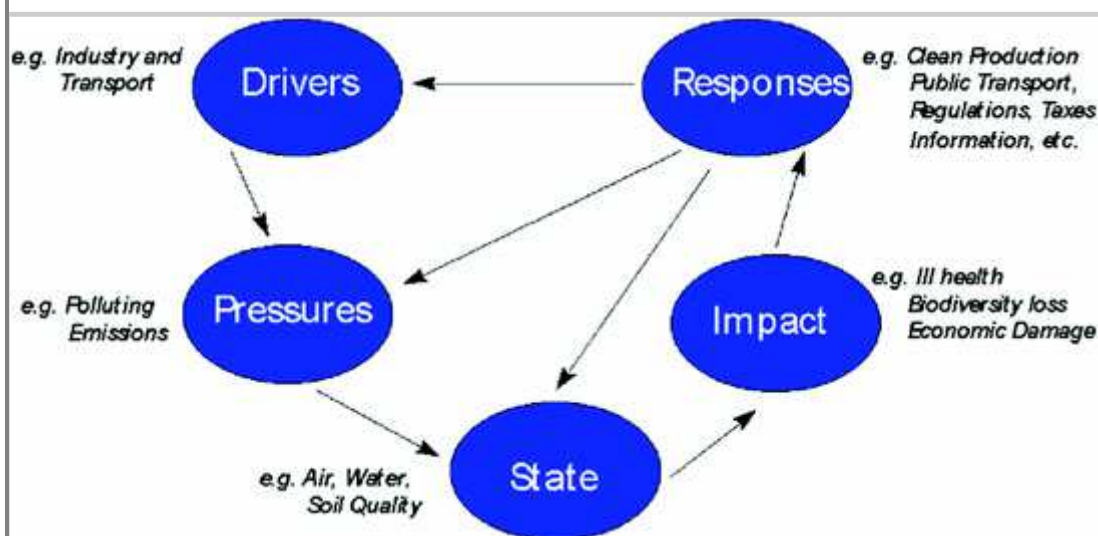 e.g. Industry and
Transport
Drivers
Responses
e.g. Clean Production
Public Transport,
Regulations, Taxes
Information, etc.
e.g. Polluting
Emissions
Pressures
Impact
e.g. Ill health
Biodiversity loss
Economic Damage
e.g. Air, Water,
Soil Quality
State